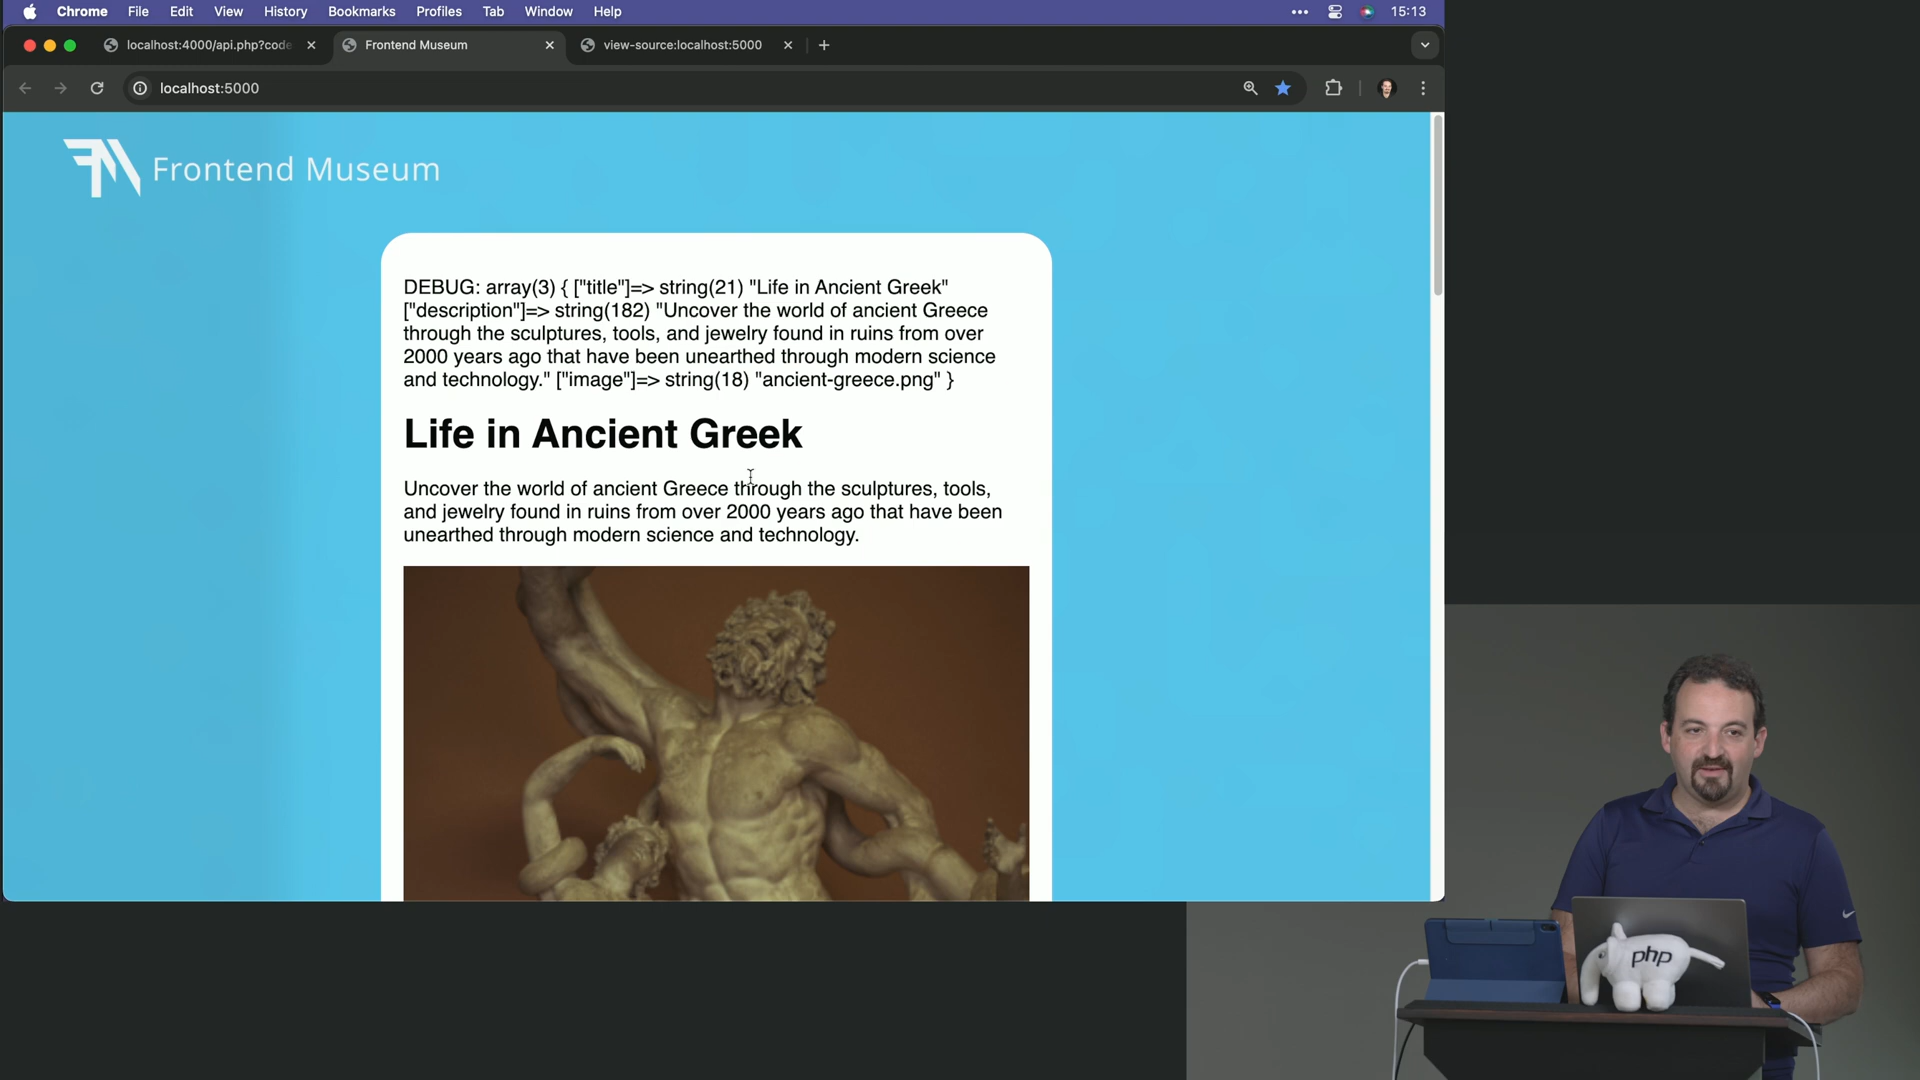 Chrome File Edit View History Bookmarks Profiles Tab Window Help 15:13
localhost:4000/api.php?code Frontend Museum view-source:localhost:5000
localhost:5000
Frontend Museum
DEBUG: array(3) { ["title"]=> string(21) "Life in Ancient Greek"
["description"]=> string(182) "Uncover the world of ancient Greece
through the sculptures, tools, and jewelry found in ruins from over
2000 years ago that have been unearthed through modern science
and technology." ["image"]=> string(18) "ancient-greece.png" }
Life in Ancient Greek
Uncover the world of ancient Greece through the sculptures, tools,
and jewelry found in ruins from over 2000 years ago that have been
unearthed through modern science and technology.
php